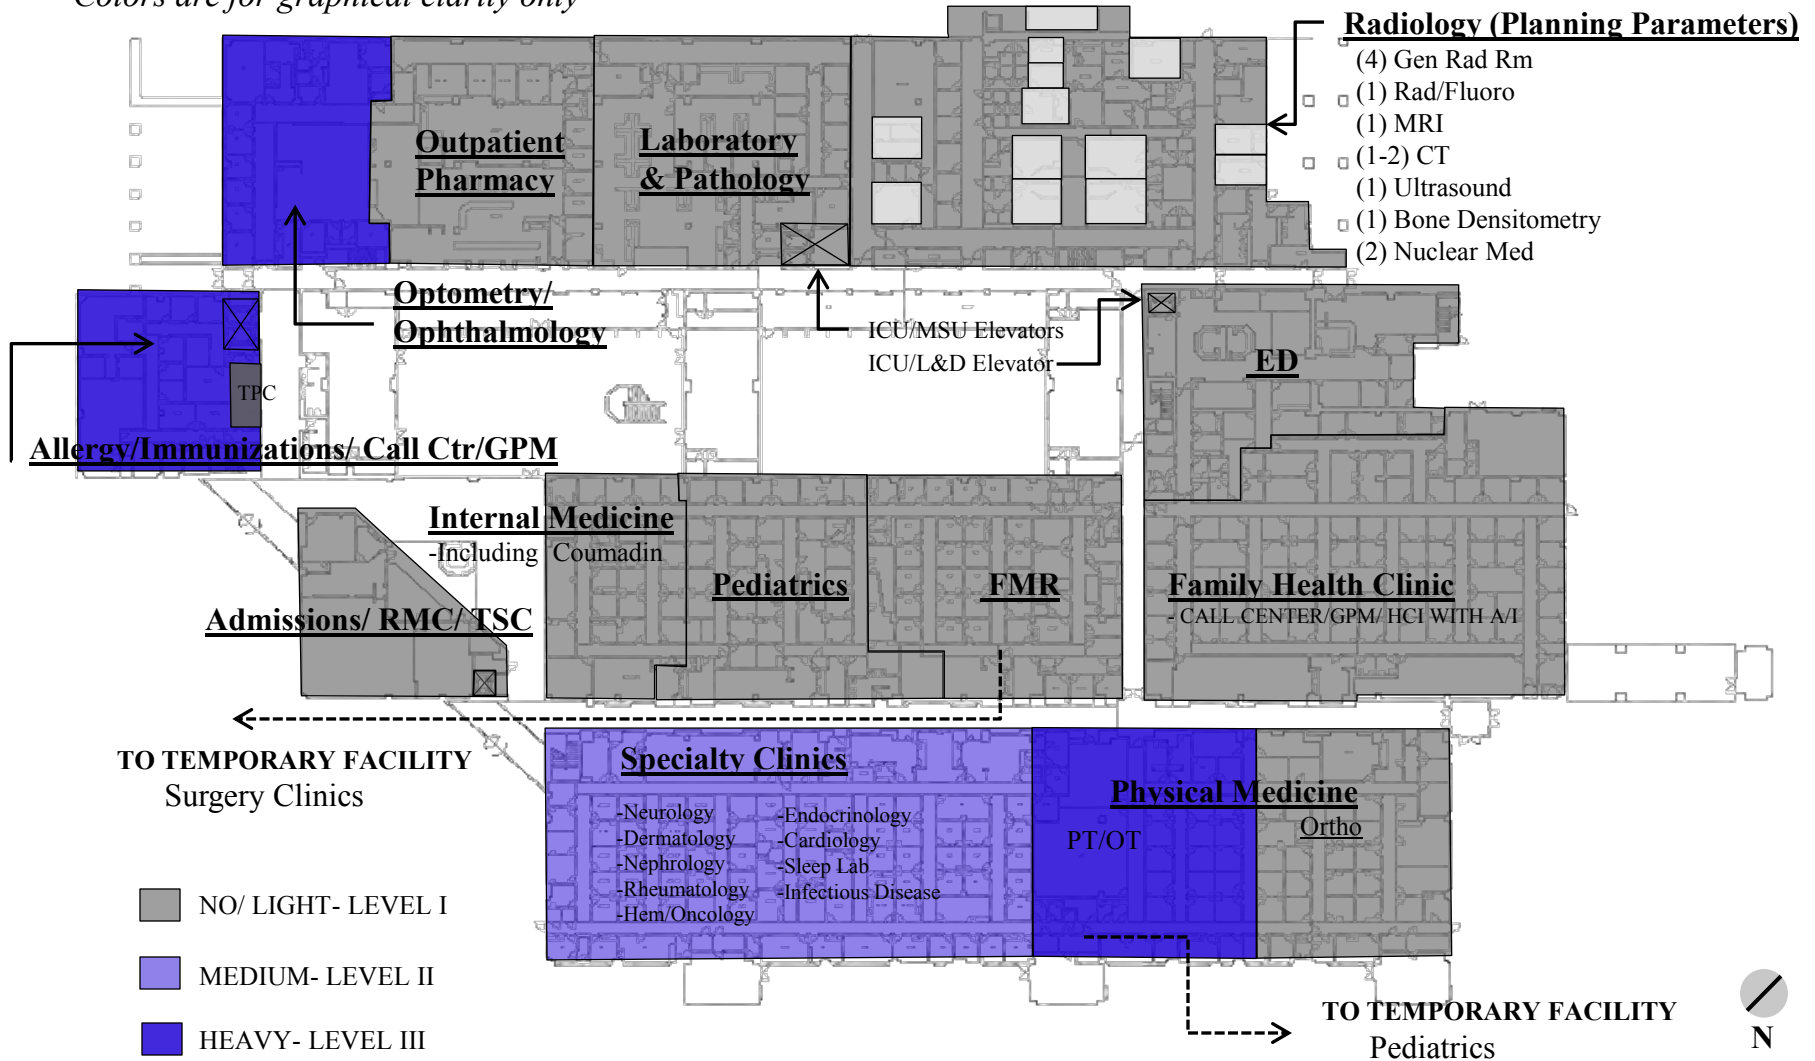 Colors are for graphical clarity only
Radiology (Planning Parameters)
(4) Gen Rad Rm
(1) Rad/Fluoro
(1) MRI
(1-2) CT
(1) Ultrasound
(1) Bone Densitometry
(2) Nuclear Med
Outpatient
Pharmacy
Laboratory
& Pathology
Optometry/
Ophthalmology
ICU/MSU Elevators
ICU/L&D Elevator
ED
TPC
Allergy/Immunizations/ Call Ctr/GPM
Internal Medicine
-Including Coumadin
Pediatrics
FMR
Family Health Clinic
- CALL CENTER/GPM/ HCI WITH A/I
Admissions/ RMC/ TSC
TO TEMPORARY FACILITY
Surgery Clinics
Specialty Clinics
-Neurology
-Dermatology
-Nephrology
-Rheumatology
-Hem/Oncology
-Endocrinology
-Cardiology
-Sleep Lab
-Infectious Disease
Physical Medicine
Ortho
PT/OT
NO/ LIGHT- LEVEL I
MEDIUM- LEVEL II
HEAVY- LEVEL III
TO TEMPORARY FACILITY
Pediatrics
N